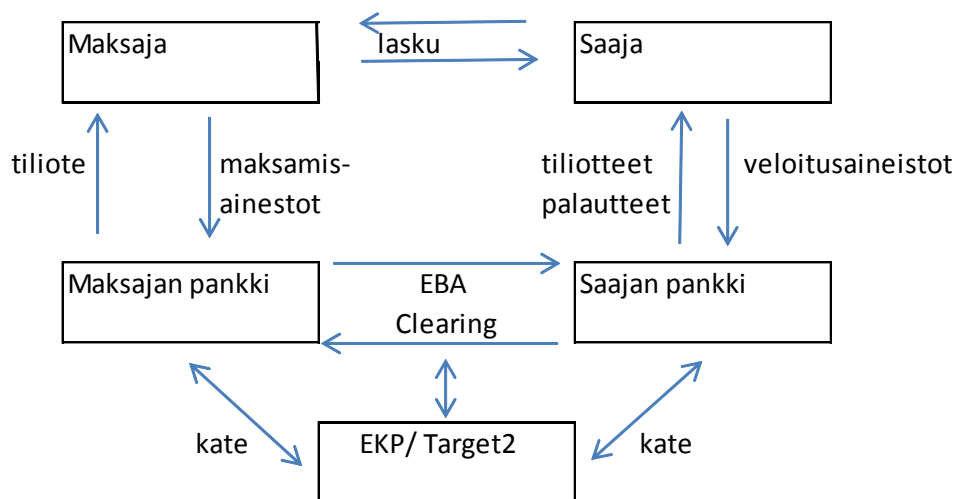 Maksaja
lasku
Saaja
tiliote
maksamis-
ainestot
tiliotteet
palautteet
veloitusaineistot
Maksajan pankki
EBA
Clearing
Saajan pankki
kate
EKP/ Target2
kate